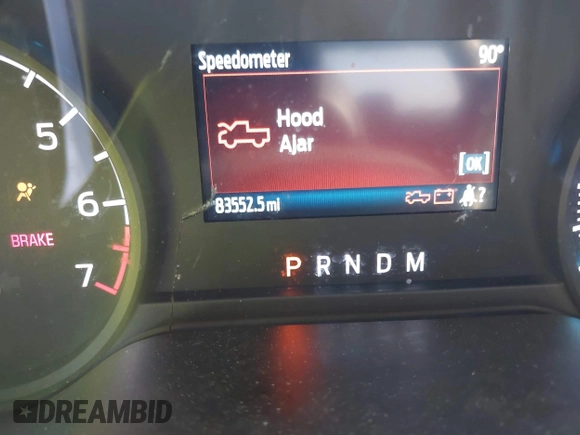 Speedometer 90°
Hood
Ajar
[OK]
83552.5 mi ?
5
6
7
BRAKE
P R N D M
DREAMBID